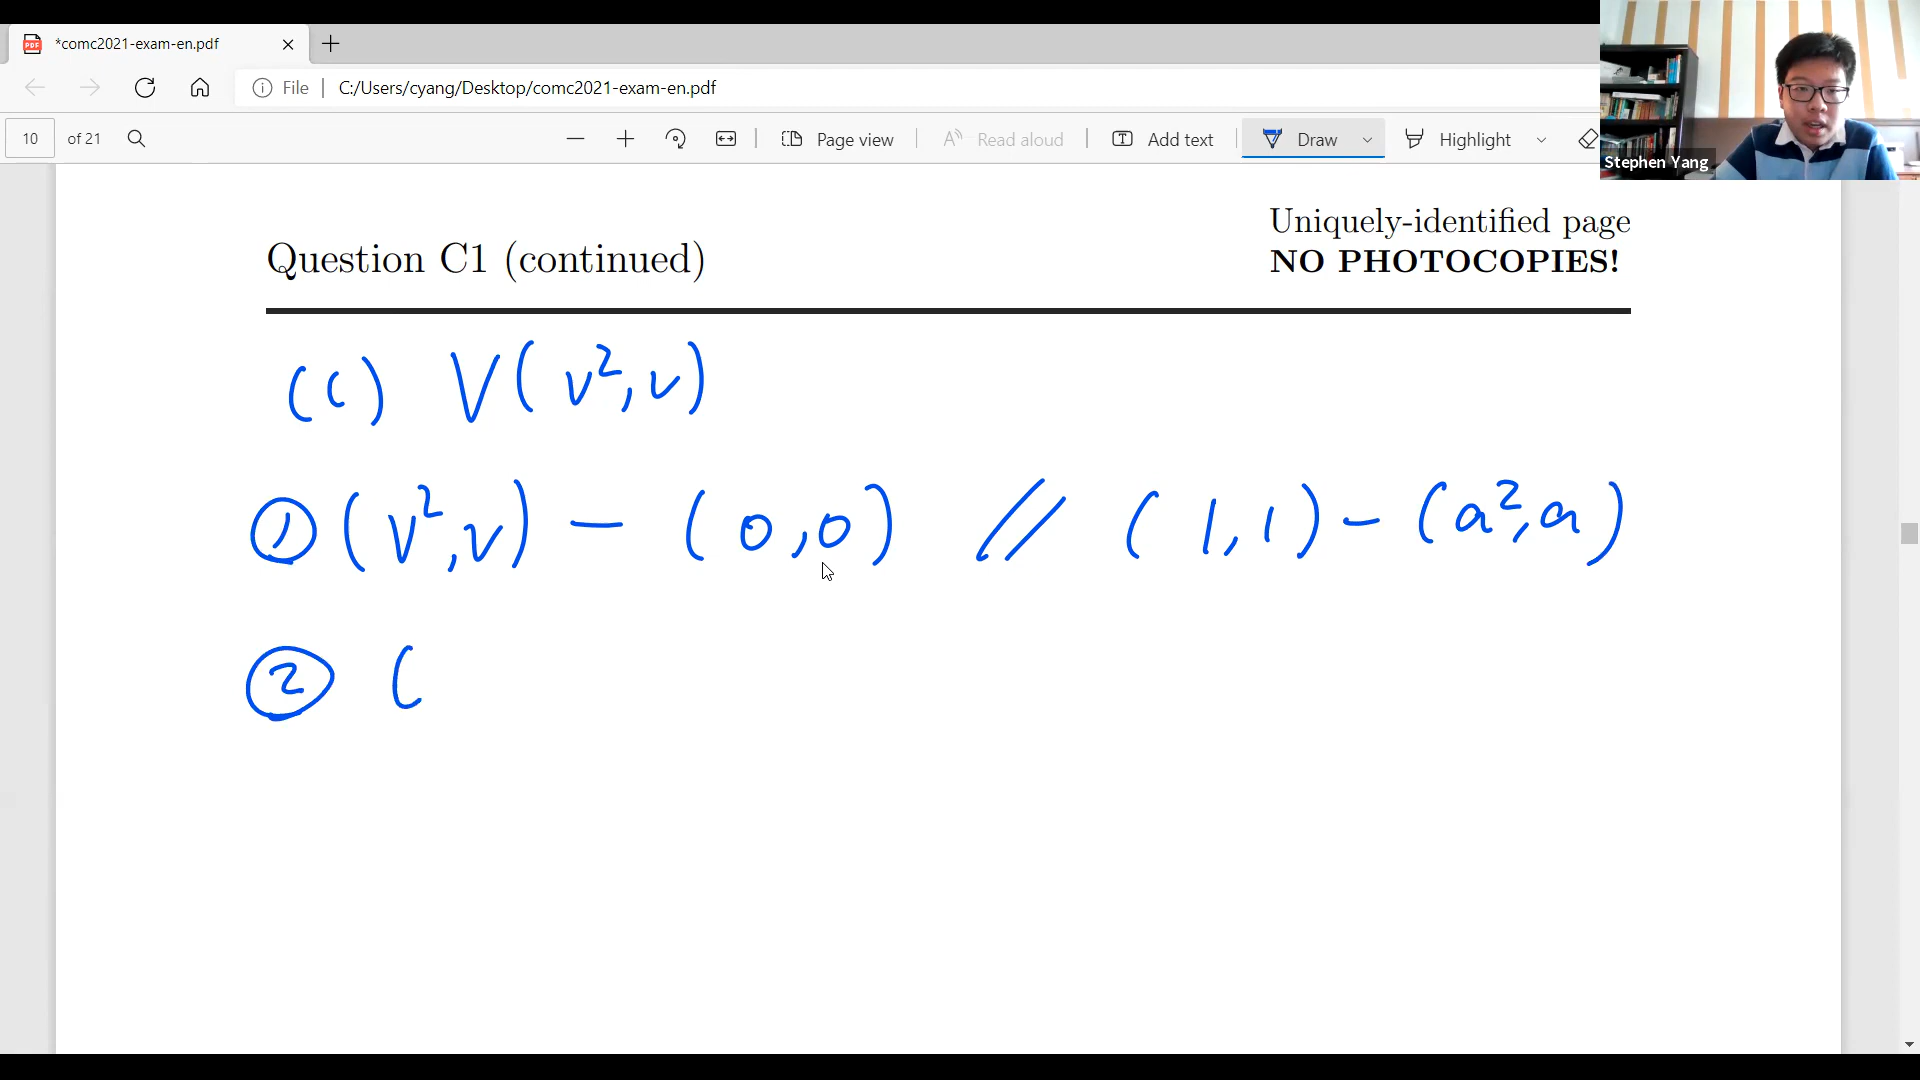 *comc2021-exam-en.pdf
File | C:/Users/cyang/Desktop/comc2021-exam-en.pdf
10 of 21 Page view Read aloud Add text Draw Highlight
Stephen Yang
Uniquely-identified page
Question C1 (continued) NO PHOTOCOPIES!
(c) V(v²,v)
① (v²,v) — (0,0) // (1,1) - (a²,a)
② (